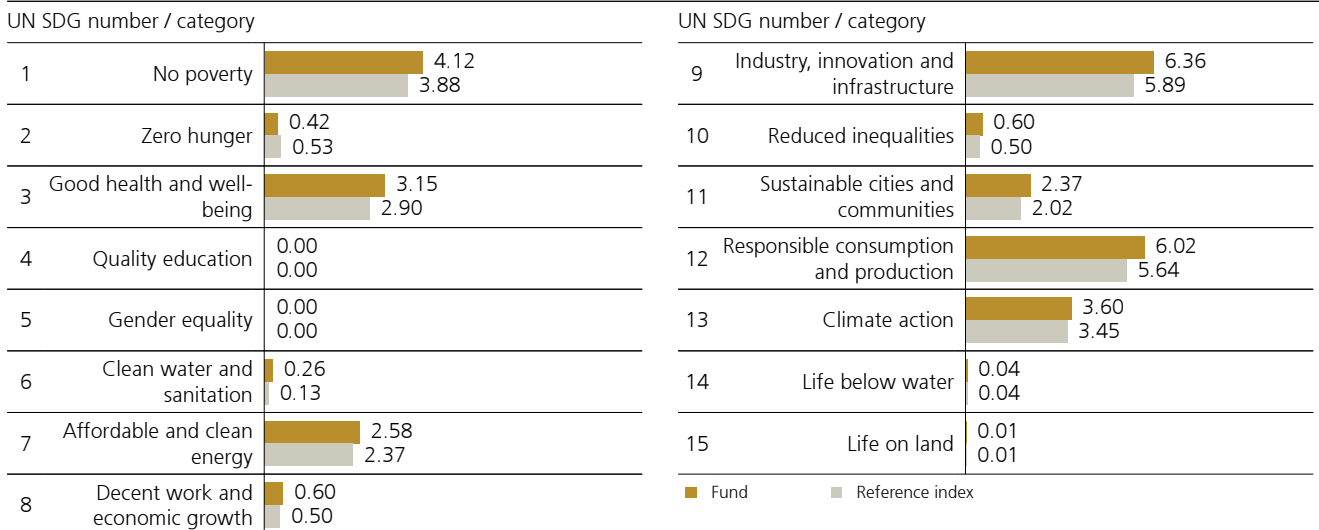 UN SDG number / category
1
No poverty
4.12
3.88
2
Zero hunger
0.42
0.53
3
Good health and well-
being
3.15
2.90
4
Quality education
0.00
0.00
5
Gender equality
0.00
0.00
6
Clean water and
sanitation
0.26
0.13
7
Affordable and clean
energy
2.58
2.37
8
Decent work and
economic growth
0.60
0.50
UN SDG number / category
9
Industry, innovation and
infrastructure
6.36
5.89
10
Reduced inequalities
0.60
0.50
11
Sustainable cities and
communities
2.37
2.02
12
Responsible consumption
and production
6.02
5.64
13
Climate action
3.60
3.45
14
Life below water
0.04
0.04
15
Life on land
0.01
0.01
Fund
Reference index